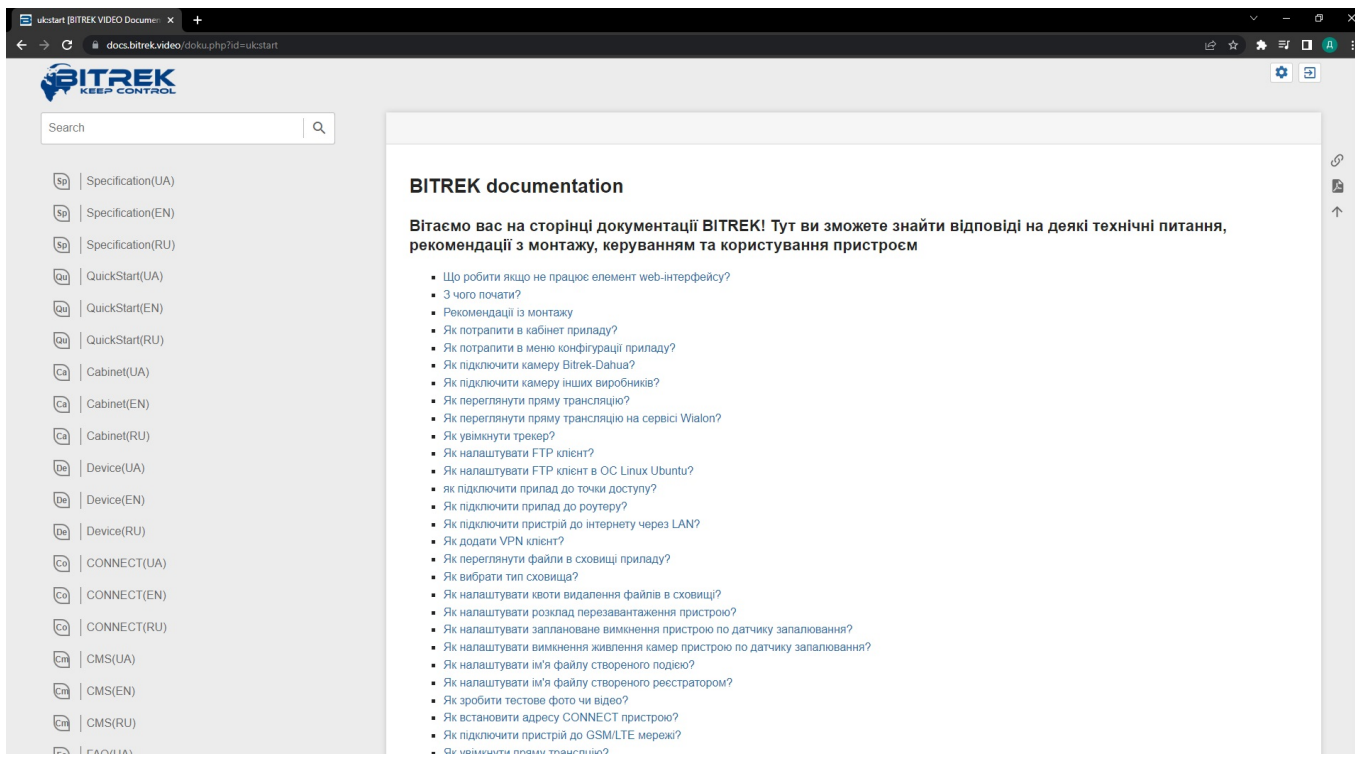 uk:start [BITREK VIDEO Documen
docs.bitrek.video/doku.php?id=uk:start
BITREK
KEEP CONTROL
Search
Sp Specification(UA)
Sp Specification(EN)
Sp Specification(RU)
Qu QuickStart(UA)
Qu QuickStart(EN)
Qu QuickStart(RU)
Ca Cabinet(UA)
Ca Cabinet(EN)
Ca Cabinet(RU)
De Device(UA)
De Device(EN)
De Device(RU)
Co CONNECT(UA)
Co CONNECT(EN)
Co CONNECT(RU)
Cm CMS(UA)
Cm CMS(EN)
Cm CMS(RU)
FAQ(UA)
Д
BITREK documentation
Вітаємо вас на сторінці документації BITREK! Тут ви зможете знайти відповіді на деякі технічні питання,
рекомендації з монтажу, керуванням та користування пристроєм
Що робити якщо не працює елемент web-інтерфейсу?
З чого почати?
Рекомендації із монтажу
Як потрапити в кабінет приладу?
Як потрапити в меню конфігурації приладу?
Як підключити камеру Bitrek-Dahua?
Як підключити камеру інших виробників?
Як переглянути пряму трансляцію?
Як переглянути пряму трансляцію на сервісі Wialon?
Як увімкнути трекер?
Як налаштувати FTP клієнт?
Як налаштувати FTP клієнт в ОС Linux Ubuntu?
як підключити прилад до точки доступу?
Як підключити прилад до роутеру?
Як підключити пристрій до інтернету через LAN?
Як додати VPN клієнт?
Як переглянути файли в сховищі приладу?
Як вибрати тип сховища?
Як налаштувати квоти видалення файлів в сховищі?
Як налаштувати розклад перезавантаження пристрою?
Як налаштувати заплановане вимкнення пристрою по датчику запалювання?
Як налаштувати вимкнення живлення камер пристрою по датчику запалювання?
Як налаштувати ім'я файлу створеного подією?
Як налаштувати ім'я файлу створеного реєстратором?
Як зробити тестове фото чи відео?
Як встановити адресу CONNECT пристрою?
Як підключити пристрій до GSM/LTE мережі?
Як увімкнути пряму трансляцію?